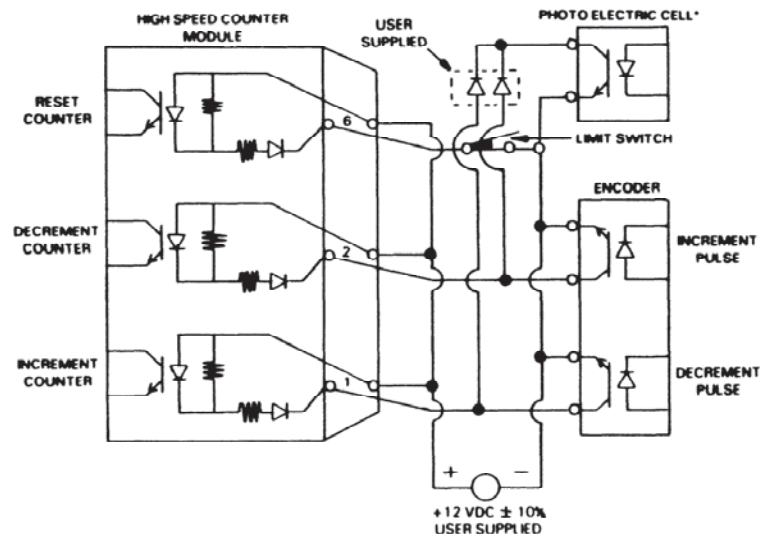 HIGH SPEED COUNTER
MODULE
USER
SUPPLIED
PHOTO ELECTRIC CELL*
RESET
COUNTER
6
LIMIT SWITCH
ENCODER
DECREMENT
COUNTER
2
INCREMENT
PULSE
INCREMENT
COUNTER
1
DECREMENT
PULSE
+ −
+12 VDC ± 10%
USER SUPPLIED